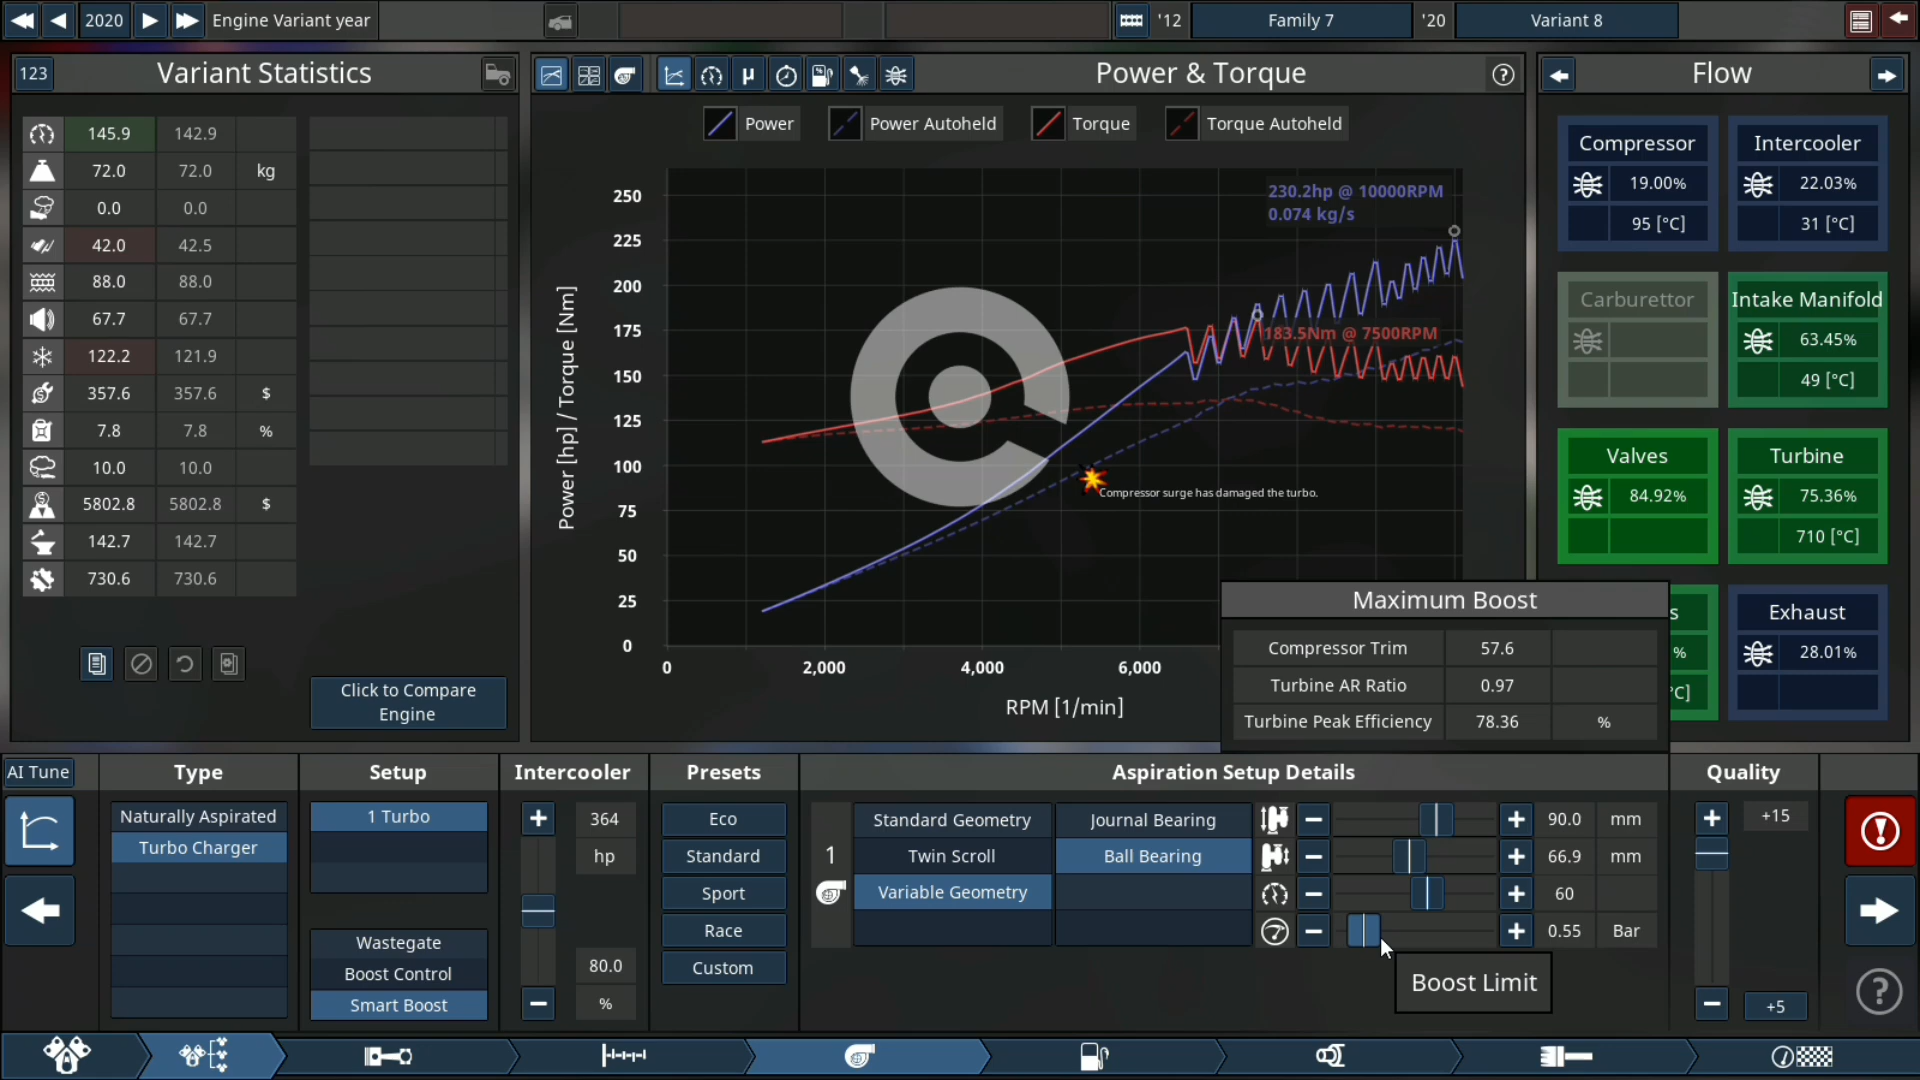 2020
Engine Variant year
'12
Family 7
'20
Variant 8
123
Variant Statistics
145.9 142.9
72.0 72.0 kg
0.0 0.0
42.0 42.5
88.0 88.0
67.7 67.7
122.2 121.9
357.6 357.6 $
7.8 7.8 %
10.0 10.0
5802.8 5802.8 $
142.7 142.7
730.6 730.6
Click to Compare
Engine
µ
Power & Torque
?
Power
Power Autoheld
Torque
Torque Autoheld
Power [hp] / Torque [Nm]
250
225
200
175
150
125
100
75
50
25
0
0 2,000 4,000 6,000
RPM [1/min]
230.2hp @ 10000RPM
0.074 kg/s
183.5Nm @ 7500RPM
Compressor surge has damaged the turbo.
Flow
Compressor
19.00%
95 [°C]
Intercooler
22.03%
31 [°C]
Carburettor
Intake Manifold
63.45%
49 [°C]
Valves
84.92%
Turbine
75.36%
710 [°C]
s
%
°C]
Exhaust
28.01%
Maximum Boost
Compressor Trim 57.6
Turbine AR Ratio 0.97
Turbine Peak Efficiency 78.36 %
AI Tune
Type
Naturally Aspirated
Turbo Charger
Setup
1 Turbo
Wastegate
Boost Control
Smart Boost
Intercooler
364
hp
80.0
%
Presets
Eco
Standard
Sport
Race
Custom
Aspiration Setup Details
1
Standard Geometry
Twin Scroll
Variable Geometry
Journal Bearing
Ball Bearing
90.0 mm
66.9 mm
60
0.55 Bar
Boost Limit
Quality
+15
+5
?